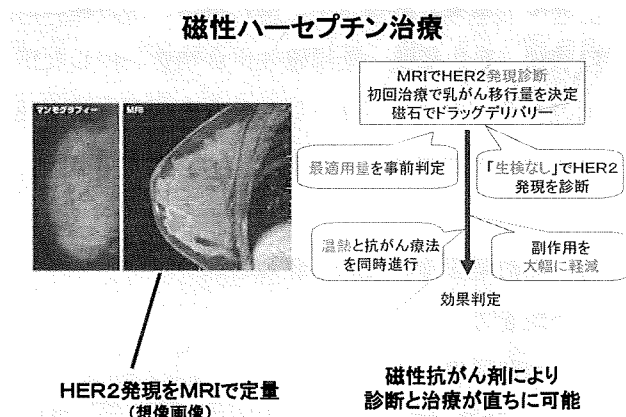 磁性ハーセプチン治療
マンモグラフィー
MRI
MRIでHER2発現診断
初回治療で乳がん移行量を決定
磁石でドラッグデリバリー
最適用量を事前判定
「生検なし」でHER2
発現を診断
温熱と抗がん療法
を同時進行
副作用を
大幅に軽減
効果判定
HER2発現をMRIで定量
(想像画像)
磁性抗がん剤により
診断と治療が直ちに可能